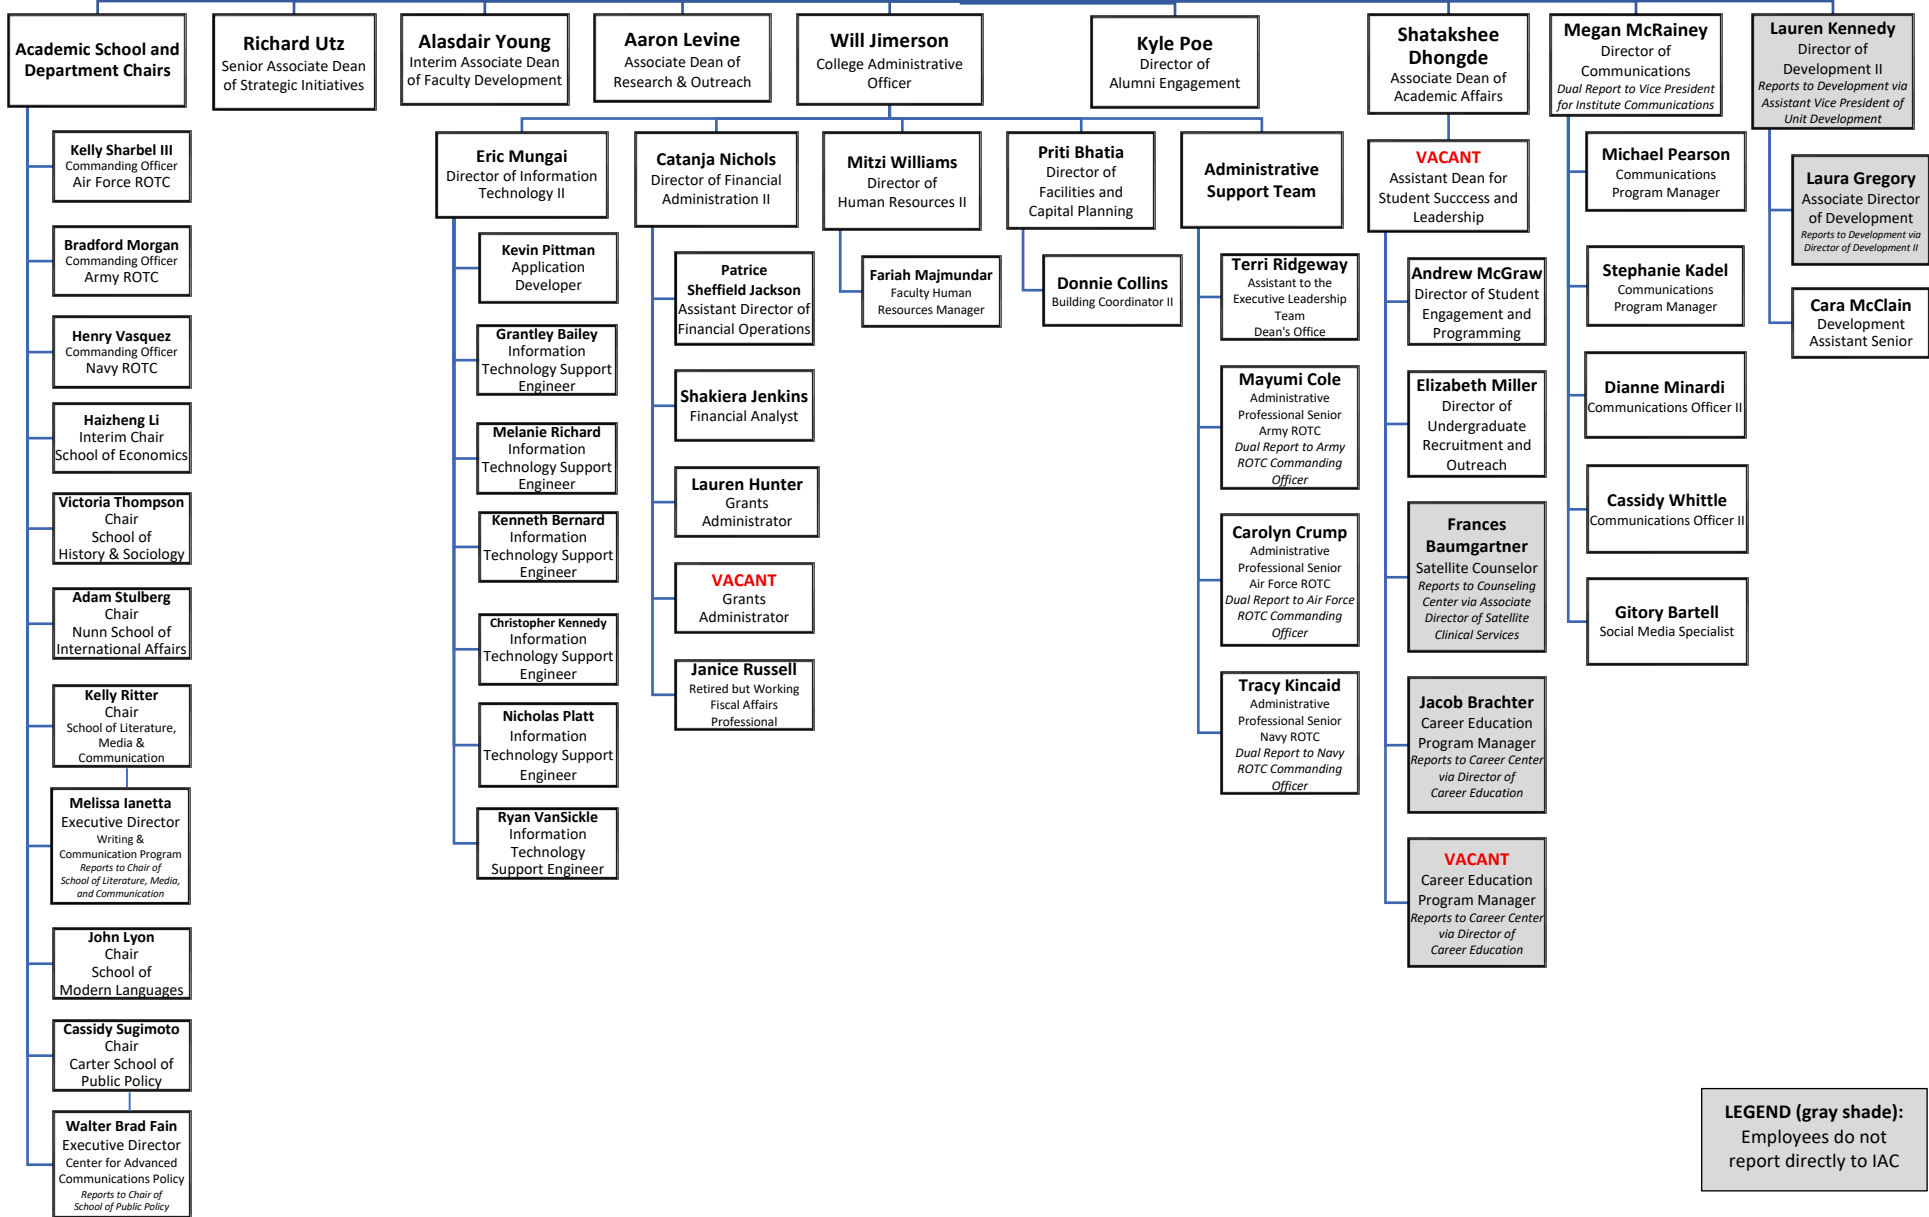 Academic School and
Department Chairs
Richard Utz
Senior Associate Dean
of Strategic Initiatives
Alasdair Young
Interim Associate Dean
of Faculty Development
Aaron Levine
Associate Dean of
Research & Outreach
Will Jimerson
College Administrative
Officer
Kyle Poe
Director of
Alumni Engagement
Shatakshee
Dhongde
Associate Dean of
Academic Affairs
Megan McRainey
Director of
Communications
Dual Report to Vice President
for Institute Communications
Lauren Kennedy
Director of
Development II
Reports to Development via
Assistant Vice President of
Unit Development
Kelly Sharbel III
Commanding Officer
Air Force ROTC
Bradford Morgan
Commanding Officer
Army ROTC
Henry Vasquez
Commanding Officer
Navy ROTC
Haizheng Li
Interim Chair
School of Economics
Victoria Thompson
Chair
School of
History & Sociology
Adam Stulberg
Chair
Nunn School of
International Affairs
Kelly Ritter
Chair
School of Literature,
Media &
Communication
Melissa Ianetta
Executive Director
Writing &
Communication Program
Reports to Chair of
School of Literature, Media,
and Communication
John Lyon
Chair
School of
Modern Languages
Cassidy Sugimoto
Chair
Carter School of
Public Policy
Walter Brad Fain
Executive Director
Center for Advanced
Communications Policy
Reports to Chair of
School of Public Policy
Eric Mungai
Director of Information
Technology II
Kevin Pittman
Application
Developer
Grantley Bailey
Information
Technology Support
Engineer
Melanie Richard
Information
Technology Support
Engineer
Kenneth Bernard
Information
Technology Support
Engineer
Christopher Kennedy
Information
Technology Support
Engineer
Nicholas Platt
Information
Technology Support
Engineer
Ryan VanSickle
Information
Technology
Support Engineer
Catanja Nichols
Director of Financial
Administration II
Patrice
Sheffield Jackson
Assistant Director of
Financial Operations
Shakiera Jenkins
Financial Analyst
Lauren Hunter
Grants
Administrator
VACANT
Grants
Administrator
Janice Russell
Retired but Working
Fiscal Affairs
Professional
Mitzi Williams
Director of
Human Resources II
Fariah Majmundar
Faculty Human
Resources Manager
Priti Bhatia
Director of
Facilities and
Capital Planning
Donnie Collins
Building Coordinator II
Administrative
Support Team
Terri Ridgeway
Assistant to the
Executive Leadership
Team
Dean's Office
Mayumi Cole
Administrative
Professional Senior
Army ROTC
Dual Report to Army
ROTC Commanding
Officer
Carolyn Crump
Administrative
Professional Senior
Air Force ROTC
Dual Report to Air Force
ROTC Commanding
Officer
Tracy Kincaid
Administrative
Professional Senior
Navy ROTC
Dual Report to Navy
ROTC Commanding
Officer
VACANT
Assistant Dean for
Student Succcess and
Leadership
Andrew McGraw
Director of Student
Engagement and
Programming
Elizabeth Miller
Director of
Undergraduate
Recruitment and
Outreach
Frances
Baumgartner
Satellite Counselor
Reports to Counseling
Center via Associate
Director of Satellite
Clinical Services
Jacob Brachter
Career Education
Program Manager
Reports to Career Center
via Director of
Career Education
VACANT
Career Education
Program Manager
Reports to Career Center
via Director of
Career Education
Michael Pearson
Communications
Program Manager
Stephanie Kadel
Communications
Program Manager
Dianne Minardi
Communications Officer II
Cassidy Whittle
Communications Officer II
Gitory Bartell
Social Media Specialist
Laura Gregory
Associate Director
of Development
Reports to Development via
Director of Development II
Cara McClain
Development
Assistant Senior
LEGEND (gray shade):
Employees do not
report directly to IAC